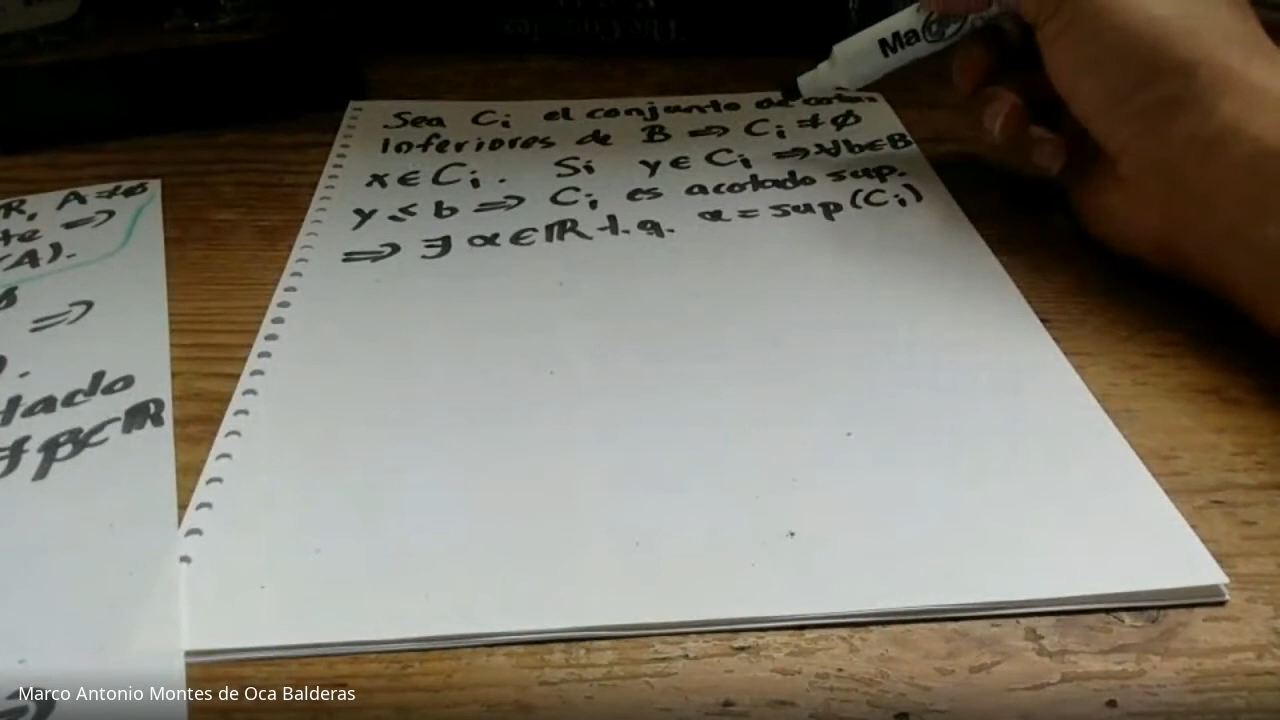 Sea Ci el conjunto de cotas
inferiores de B ⇒ Ci ≠ ∅
x ∈ Ci. Si y ∈ Ci ⇒ ∀b∈B
y ≤ b ⇒ Ci es acotado sup.
⇒ ∃ α ∈ ℝ t.q. α = sup(Ci)
ℝ, A ≠ ∅
te ⇒
(A).
⇒
tado
∃ β ∈ ℝ
Ma
Marco Antonio Montes de Oca Balderas